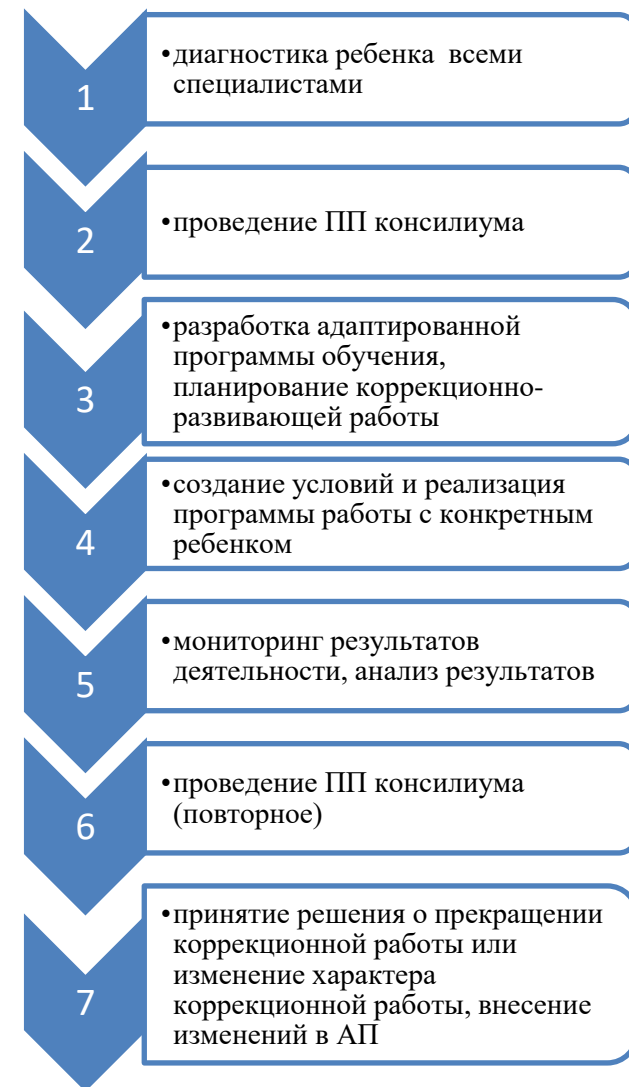 1
•диагностика ребенка всеми
специалистами
2
•проведение ПП консилиума
3
•разработка адаптированной
программы обучения,
планирование коррекционно-
развивающей работы
4
•создание условий и реализация
программы работы с конкретным
ребенком
5
•мониторинг результатов
деятельности, анализ результатов
6
•проведение ПП консилиума
(повторное)
7
•принятие решения о прекращении
коррекционной работы или
изменение характера
коррекционной работы, внесение
изменений в АП